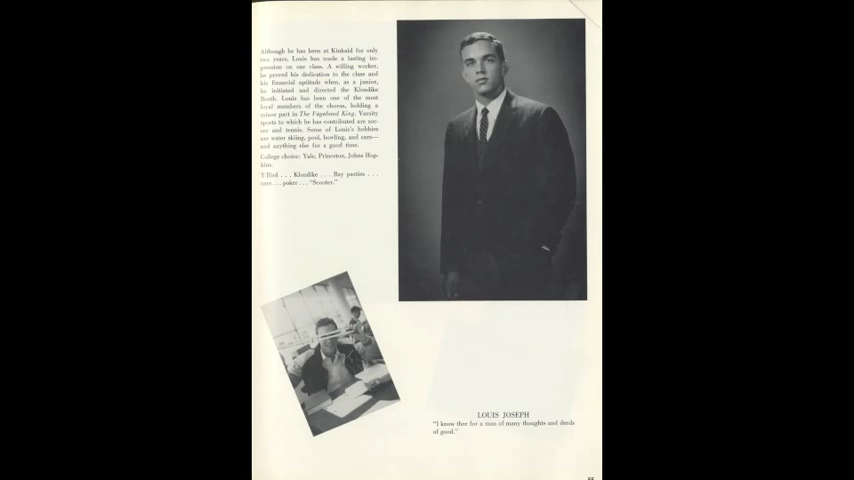 Although he has been at Kinkaid for only
two years, Louis has made a lasting im-
pression on our class. A willing worker,
he proved his dedication to the class and
his financial aptitude when, as a junior,
he initiated and directed the Klondike
Booth. Louis has been one of the most
loyal members of the chorus, holding a
minor part in The Vagabond King. Varsity
sports to which he has contributed are soc-
cer and tennis. Some of Louis's hobbies
are water skiing, pool, bowling, and cars—
and anything else for a good time.
College choice: Yale, Princeton, Johns Hop-
kins.
T-Bird . . . Klondike . . . Bay parties . . .
cars . . . poker . . . "Scooter."
LOUIS JOSEPH
"I know thee for a man of many thoughts and deeds
of good."
55